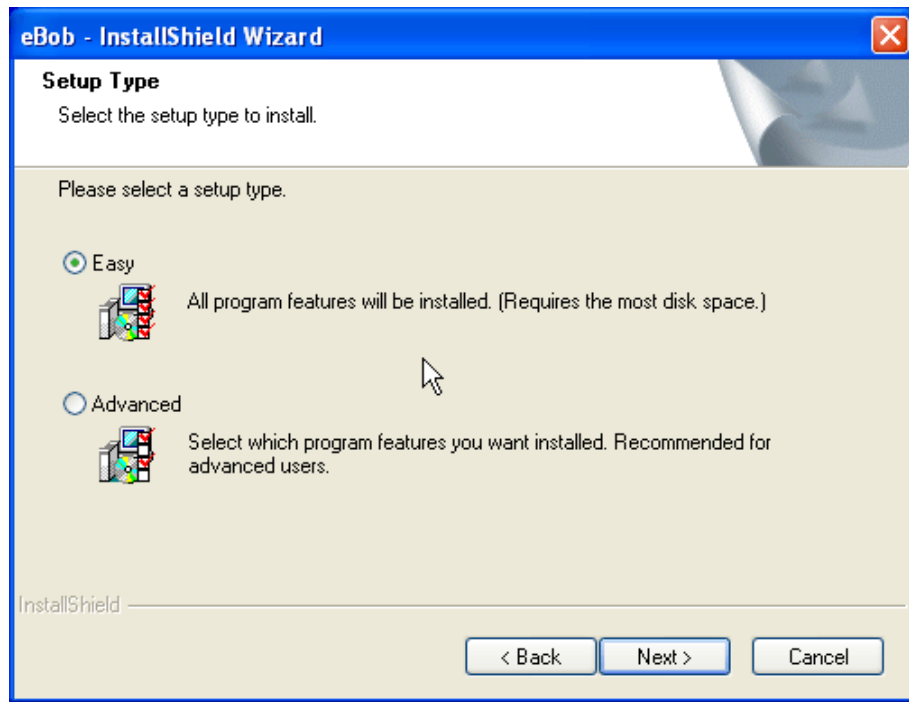 eBob - InstallShield Wizard
Setup Type
Select the setup type to install.
Please select a setup type.
Easy
All program features will be installed. (Requires the most disk space.)
Advanced
Select which program features you want installed. Recommended for
advanced users.
InstallShield
< Back
Next >
Cancel